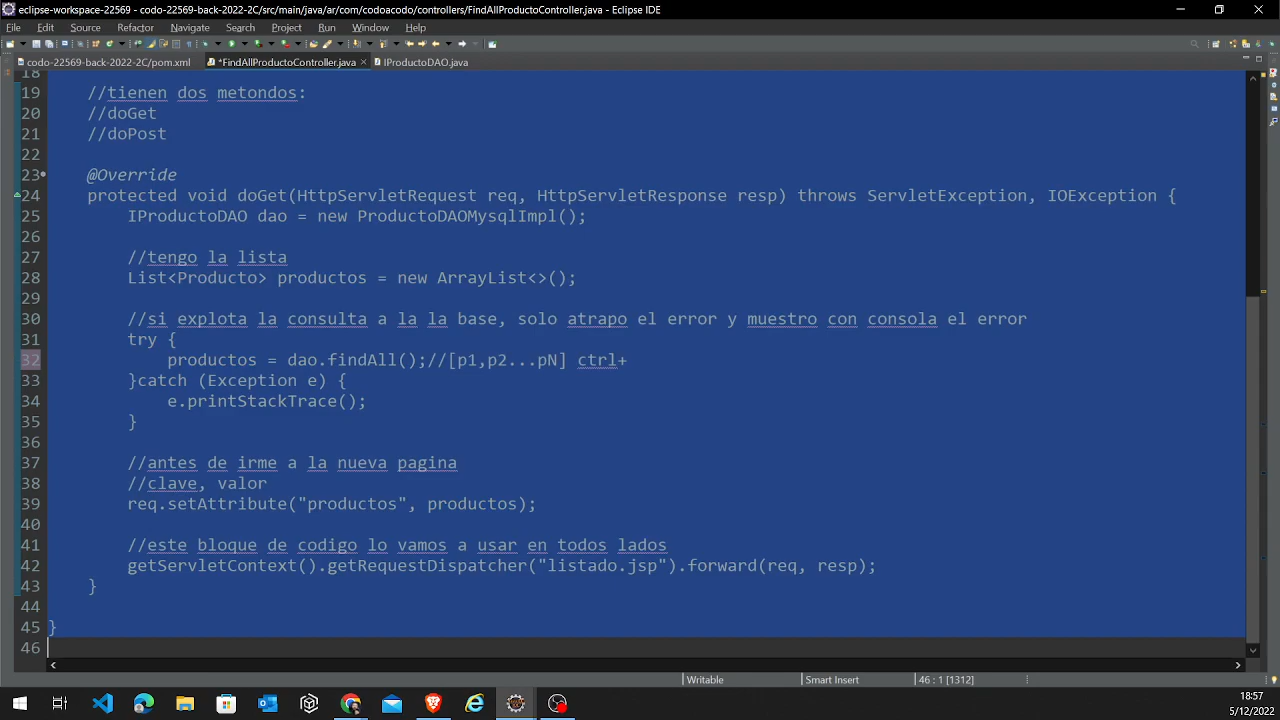 eclipse-workspace-22569 - codo-22569-back-2022-2C/src/main/java/ar/com/codoacodo/controllers/FindAllProductoController.java - Eclipse IDE
File Edit Source Refactor Navigate Search Project Run Window Help
codo-22569-back-2022-2C/pom.xml *FindAllProductoController.java IProductoDAO.java
18
19 //tienen dos metondos:
20 //doGet
21 //doPost
22
23 @Override
24 protected void doGet(HttpServletRequest req, HttpServletResponse resp) throws ServletException, IOException {
25 IProductoDAO dao = new ProductoDAOMysqlImpl();
26
27 //tengo la lista
28 List<Producto> productos = new ArrayList<>();
29
30 //si explota la consulta a la la base, solo atrapo el error y muestro con consola el error
31 try {
32 productos = dao.findAll();//[p1,p2...pN] ctrl+
33 }catch (Exception e) {
34 e.printStackTrace();
35 }
36
37 //antes de irme a la nueva pagina
38 //clave, valor
39 req.setAttribute("productos", productos);
40
41 //este bloque de codigo lo vamos a usar en todos lados
42 getServletContext().getRequestDispatcher("listado.jsp").forward(req, resp);
43 }
44
45 }
46
Writable Smart Insert 46 : 1 [1312]
18:57
5/12/2022